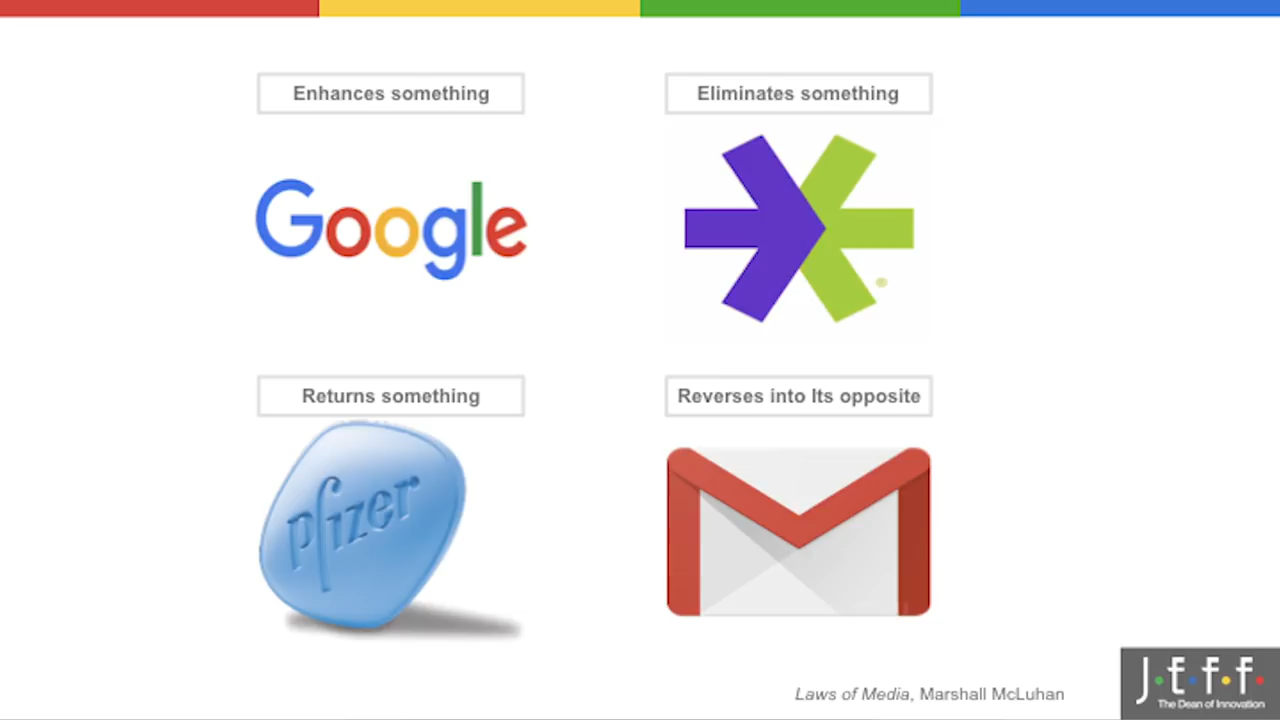 Enhances something
Eliminates something
Google
Returns something
Reverses into Its opposite
pfizer
Laws of Media, Marshall McLuhan
J.e.f.f.
The Dean of Innovation